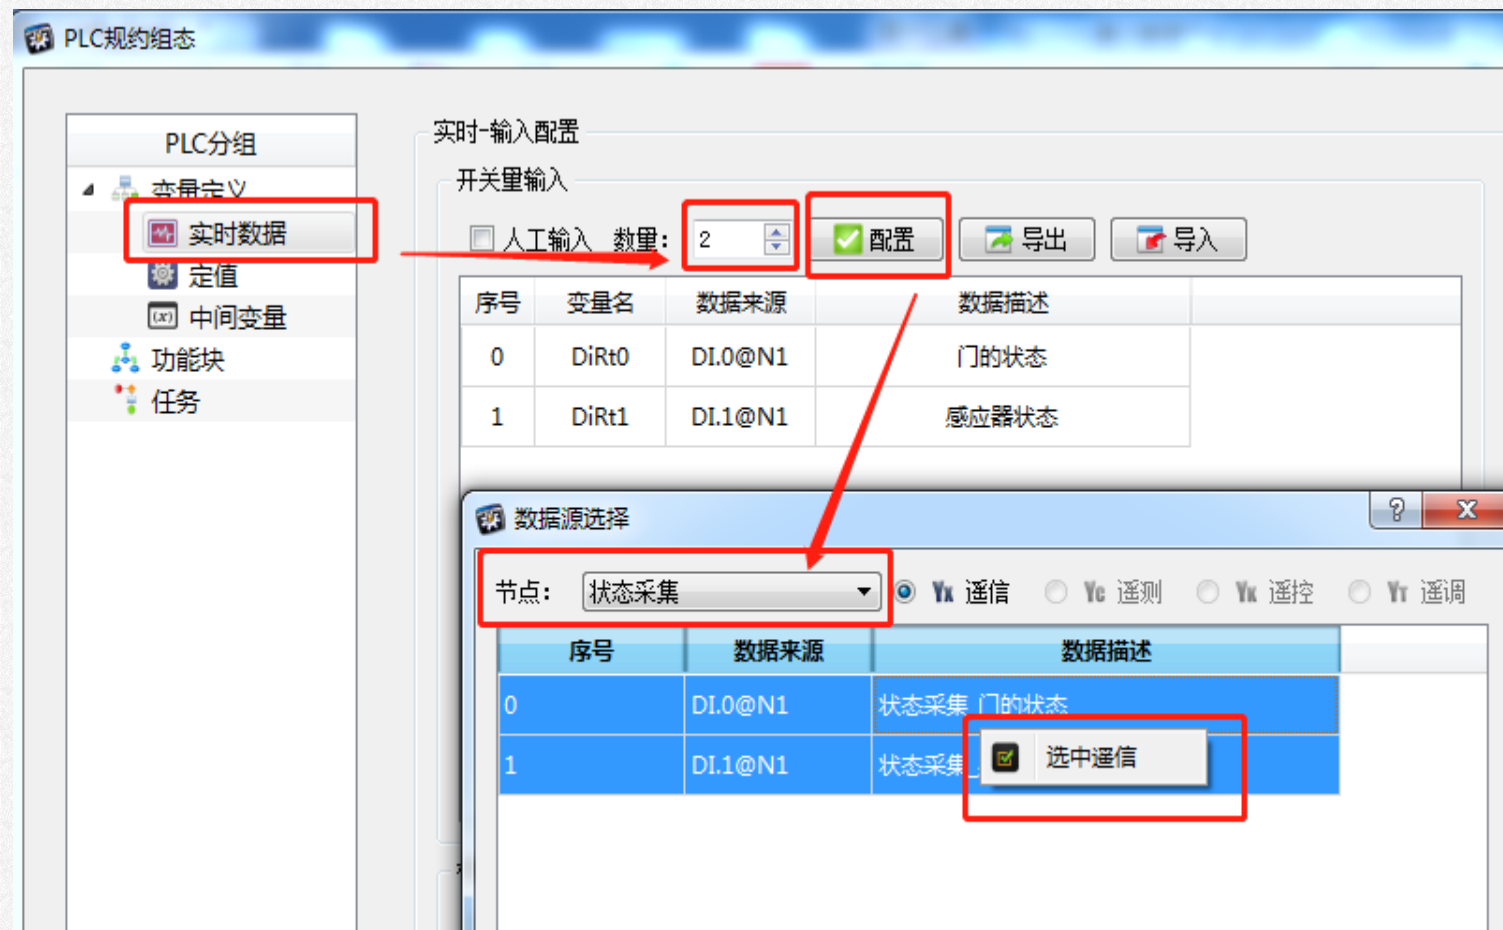 PLC规约组态
PLC分组
变量定义
实时数据
定值
中间变量
功能块
任务
实时-输入配置
开关量输入
人工输入 数量: 2 配置 导出 导入
序号 变量名 数据来源 数据描述
0 DiRt0 DI.0@N1 门的状态
1 DiRt1 DI.1@N1 感应器状态
数据源选择
节点: 状态采集 Yx 遥信 Yc 遥测 Yk 遥控 YT 遥调
序号 数据来源 数据描述
0 DI.0@N1 状态采集_门的状态
1 DI.1@N1 状态采集_
选中遥信